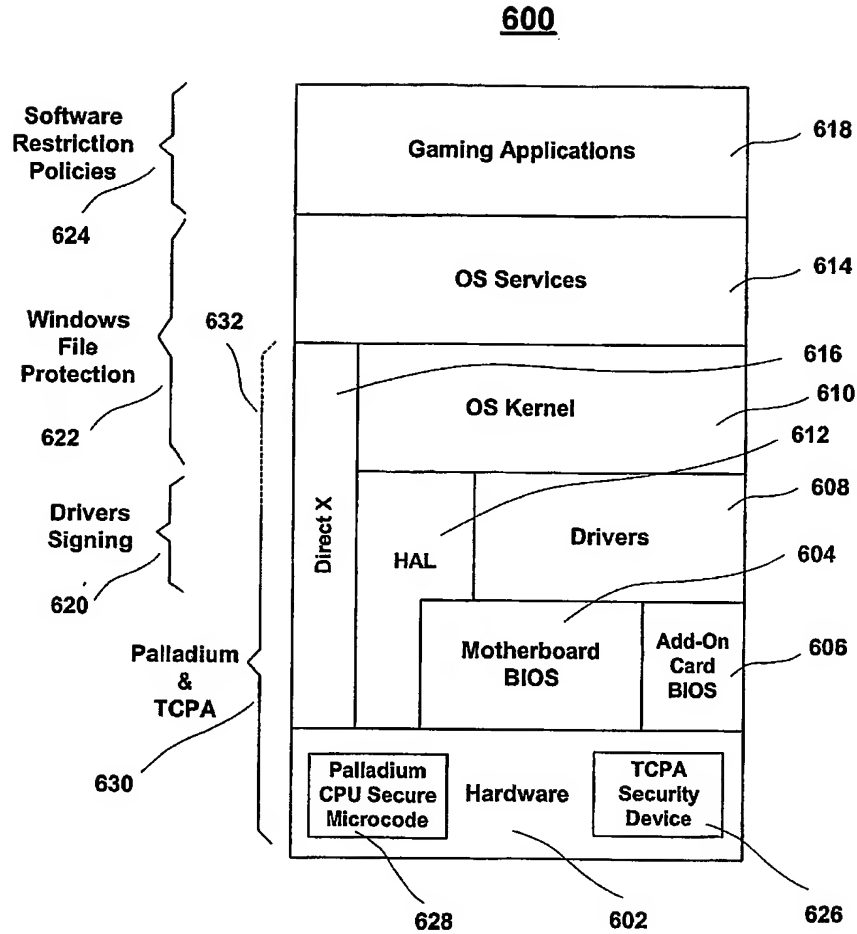 600
Software
Restriction
Policies
624
Gaming Applications
618
OS Services
614
Windows
File
Protection
622
632
616
OS Kernel
610
612
Drivers
Signing
620
Direct X
HAL
Drivers
608
604
Motherboard
BIOS
Add-On
Card
BIOS
606
Palladium
&
TCPA
630
Palladium
CPU Secure
Microcode
Hardware
TCPA
Security
Device
628
602
626